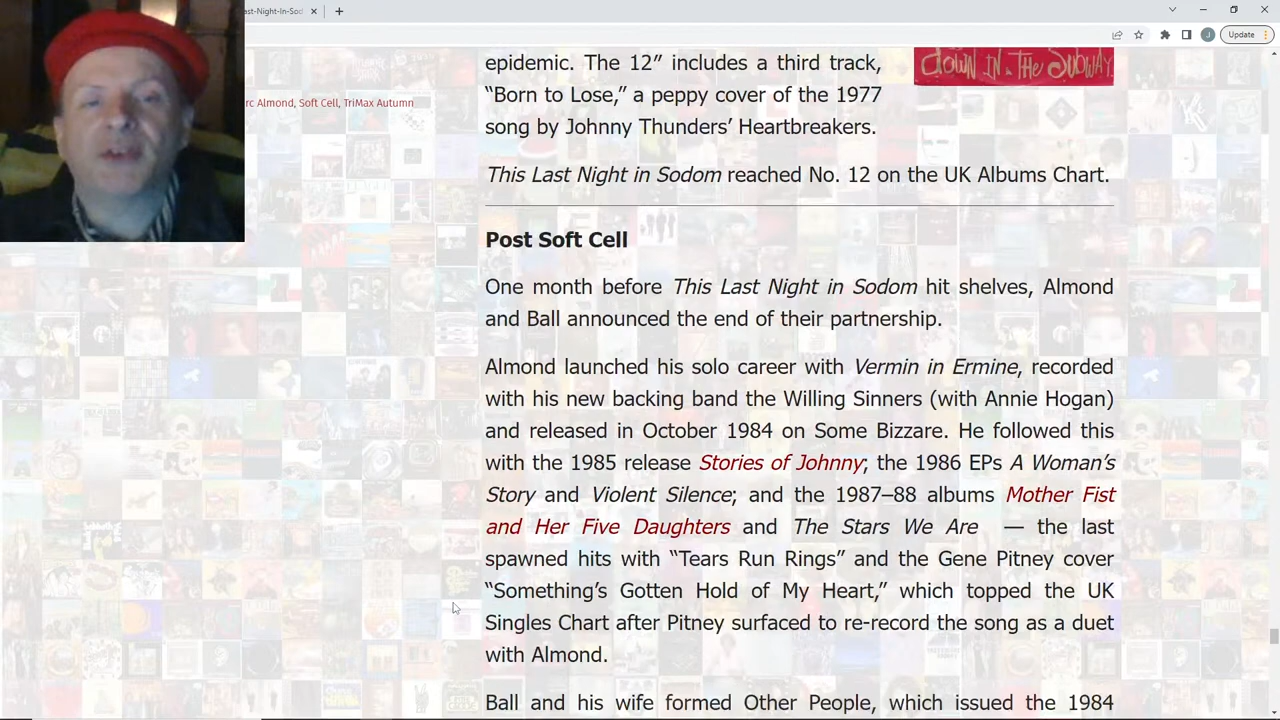 ast-Night-In-Sod
Update
DOWN IN THE SUBWAY
rc Almond, Soft Cell, TriMax Autumn
epidemic. The 12″ includes a third track,
“Born to Lose,” a peppy cover of the 1977
song by Johnny Thunders’ Heartbreakers.
This Last Night in Sodom reached No. 12 on the UK Albums Chart.
Post Soft Cell
One month before This Last Night in Sodom hit shelves, Almond
and Ball announced the end of their partnership.
Almond launched his solo career with Vermin in Ermine, recorded
with his new backing band the Willing Sinners (with Annie Hogan)
and released in October 1984 on Some Bizzare. He followed this
with the 1985 release Stories of Johnny; the 1986 EPs A Woman’s
Story and Violent Silence; and the 1987–88 albums Mother Fist
and Her Five Daughters and The Stars We Are — the last
spawned hits with “Tears Run Rings” and the Gene Pitney cover
“Something’s Gotten Hold of My Heart,” which topped the UK
Singles Chart after Pitney surfaced to re-record the song as a duet
with Almond.
Ball and his wife formed Other People, which issued the 1984